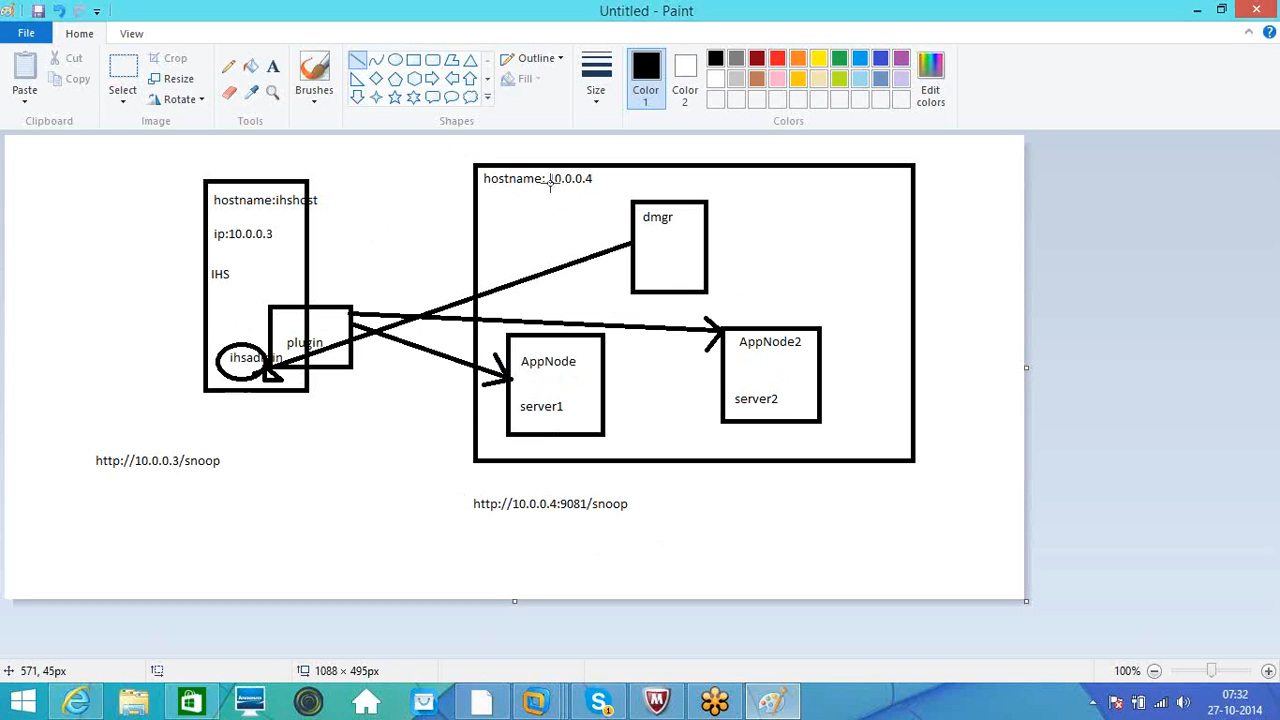 Untitled - Paint
File
Home
View
Paste
Cut
Copy
Clipboard
Select
Crop
Resize
Rotate
Image
Tools
Brushes
Shapes
Outline
Fill
Size
Color 1
Color 2
Edit colors
Colors
hostname:ihshost
ip:10.0.0.3
IHS
plugin
ihsadmin
http://10.0.0.3/snoop
hostname: 10.0.0.4
dmgr
AppNode
server1
AppNode2
server2
http://10.0.0.4:9081/snoop
571, 45px
1088 × 495px
100%
07:32
27-10-2014